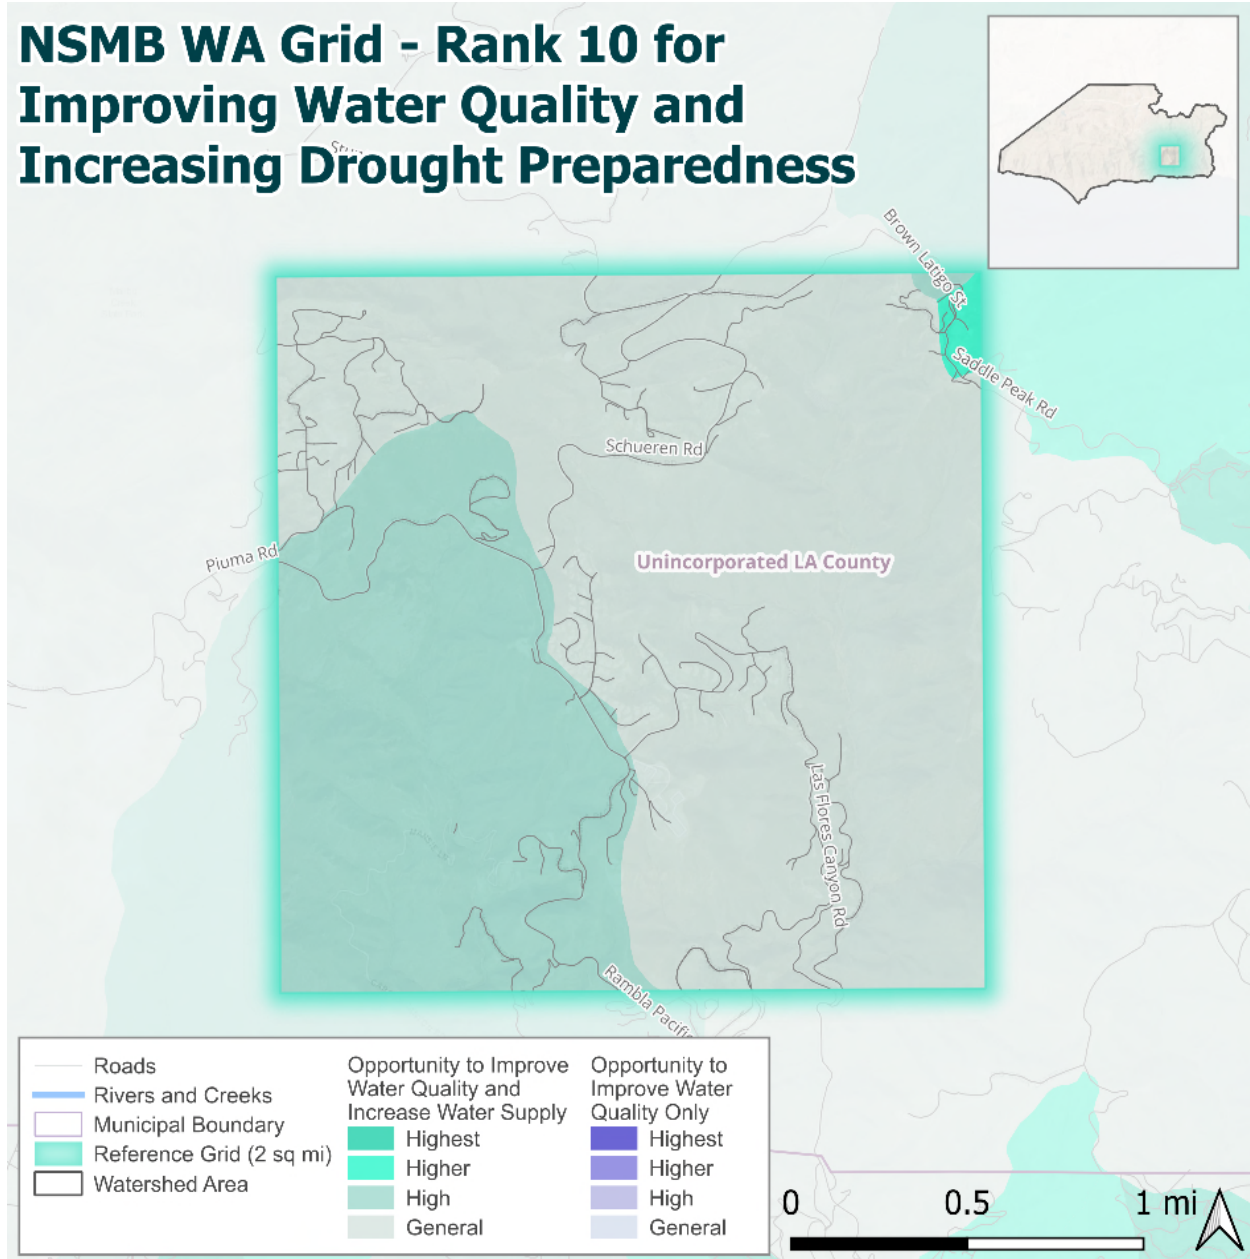 NSMB WA Grid - Rank 10 for
Improving Water Quality and
Increasing Drought Preparedness
Brown Latigo St
Saddle Peak Rd
Schueren Rd
Piuma Rd
Unincorporated LA County
Las Flores Canyon Rd
Rambla Pacific
Roads
Rivers and Creeks
Municipal Boundary
Reference Grid (2 sq mi)
Watershed Area
Opportunity to Improve
Water Quality and
Increase Water Supply
Highest
Higher
High
General
Opportunity to
Improve Water
Quality Only
Highest
Higher
High
General
0 0.5 1 mi